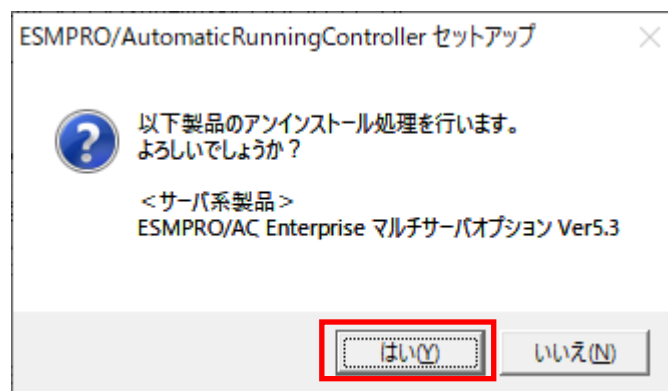 ESMPRO/AutomaticRunningController セットアップ
以下製品のアンインストール処理を行います。
よろしいでしょうか？
＜サーバ系製品＞
ESMPRO/AC Enterprise マルチサーバオプション Ver5.3
はい(Y)
いいえ(N)